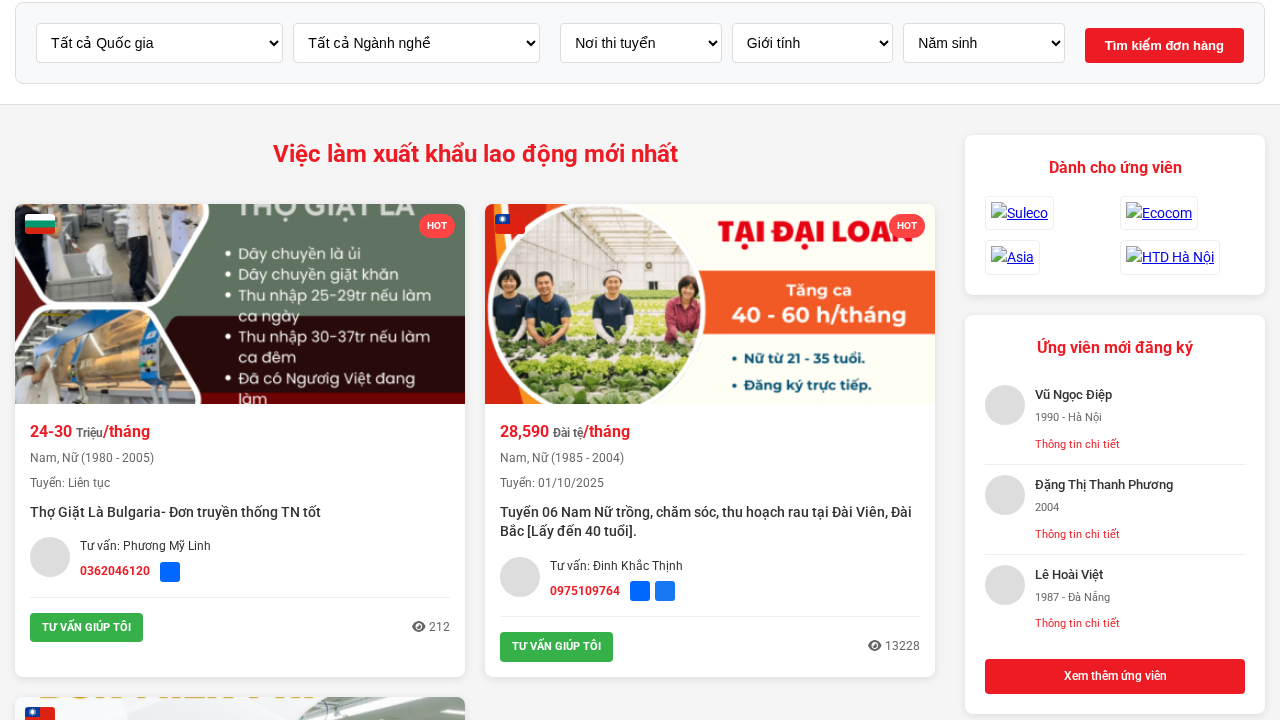 Tất cả Quốc gia
Tất cả Ngành nghề
Nơi thi tuyển
Giới tính
Năm sinh
Tìm kiếm đơn hàng
Việc làm xuất khẩu lao động mới nhất
THỢ GIẶT LÀ
HOT
Dây chuyền là ủi
Dây chuyền giặt khăn
Thu nhập 25-29tr nếu làm
ca ngày
Thu nhập 30-37tr nếu làm
ca đêm
Đã có Ngươig Việt đang
làm
24-30 Triệu/tháng
Nam, Nữ (1980 - 2005)
Tuyển: Liên tục
Thợ Giặt Là Bulgaria- Đơn truyền thống TN tốt
Tư vấn: Phương Mỹ Linh
0362046120
TƯ VẤN GIÚP TÔI
212
TẠI ĐÀI LOAN
HOT
Tăng ca
40 - 60 h/tháng
Nữ từ 21 - 35 tuổi.
Đăng ký trực tiếp.
28,590 Đài tệ/tháng
Nam, Nữ (1985 - 2004)
Tuyển: 01/10/2025
Tuyển 06 Nam Nữ trồng, chăm sóc, thu hoạch rau tại Đài Viên, Đài
Bắc [Lấy đến 40 tuổi].
Tư vấn: Đinh Khắc Thịnh
0975109764
TƯ VẤN GIÚP TÔI
13228
Dành cho ứng viên
Suleco
Ecocom
Asia
HTD Hà Nội
Ứng viên mới đăng ký
Vũ Ngọc Điệp
1990 - Hà Nội
Thông tin chi tiết
Đặng Thị Thanh Phương
2004
Thông tin chi tiết
Lê Hoài Việt
1987 - Đà Nẵng
Thông tin chi tiết
Xem thêm ứng viên